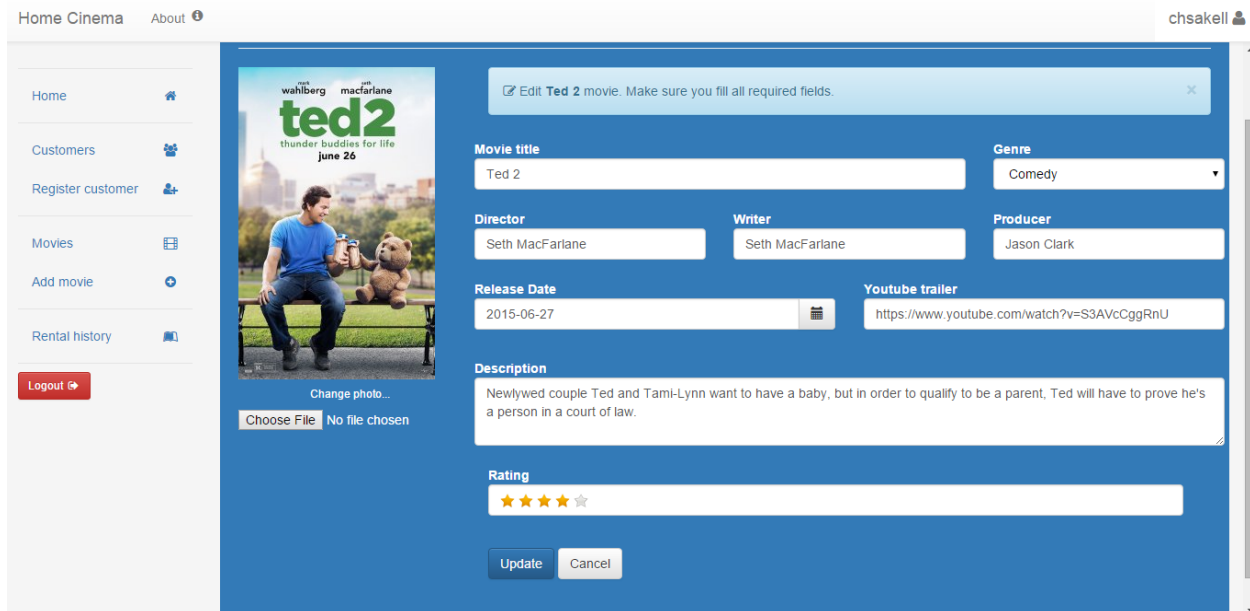 Home Cinema About chsakell
Home
Customers
Register customer
Movies
Add movie
Rental history
Logout
mark wahlberg seth macfarlane
ted2
thunder buddies for life
june 26
Change photo...
Choose File No file chosen
Edit Ted 2 movie. Make sure you fill all required fields. ×
Movie title Genre
Ted 2 Comedy
Director Writer Producer
Seth MacFarlane Seth MacFarlane Jason Clark
Release Date Youtube trailer
2015-06-27 https://www.youtube.com/watch?v=S3AVcCggRnU
Description
Newlywed couple Ted and Tami-Lynn want to have a baby, but in order to qualify to be a parent, Ted will have to prove he's
a person in a court of law.
Rating
Update Cancel